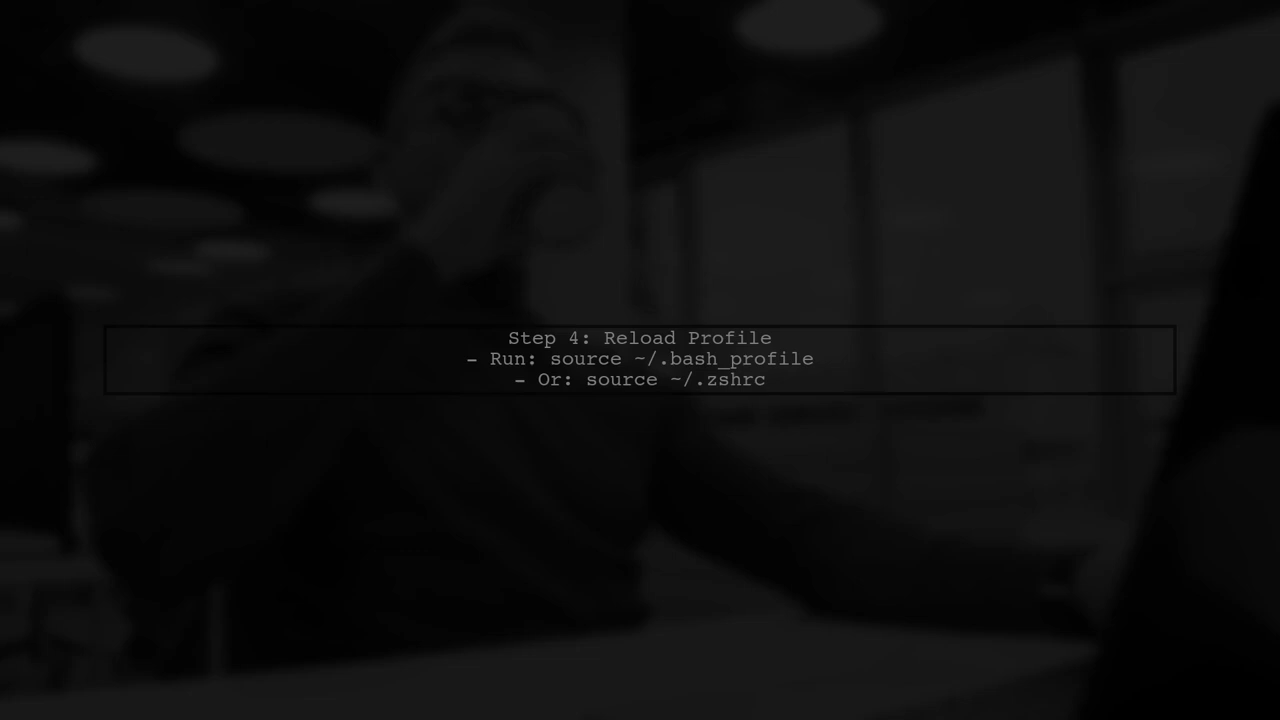 Step 4: Reload Profile
- Run: source ~/.bash_profile
- Or: source ~/.zshrc